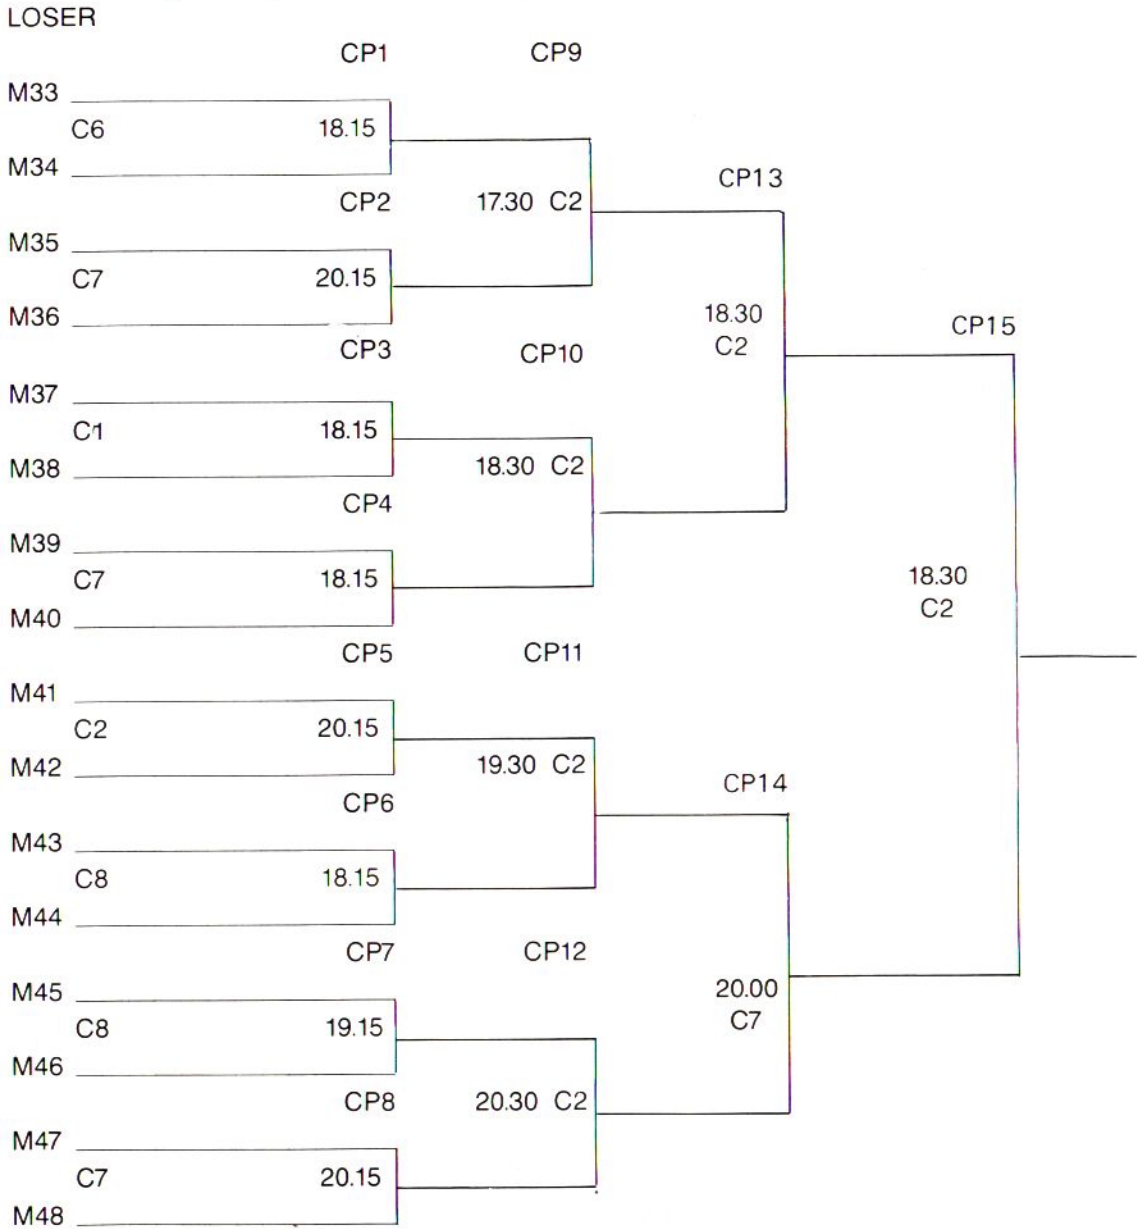 LOSER
CP1 CP9
M33
C6 18.15
M34
CP13
CP2 17.30 C2
M35
C7 20.15
M36
18.30
C2
CP15
CP3 CP10
M37
C1 18.15
M38 18.30 C2
CP4
M39
C7 18.15
M40
18.30
C2
CP5 CP11
M41
C2 20.15
M42 19.30 C2
CP14
CP6
M43
C8 18.15
M44
CP7 CP12
M45
20.00
C7
C8 19.15
M46
CP8 20.30 C2
M47
C7 20.15
M48